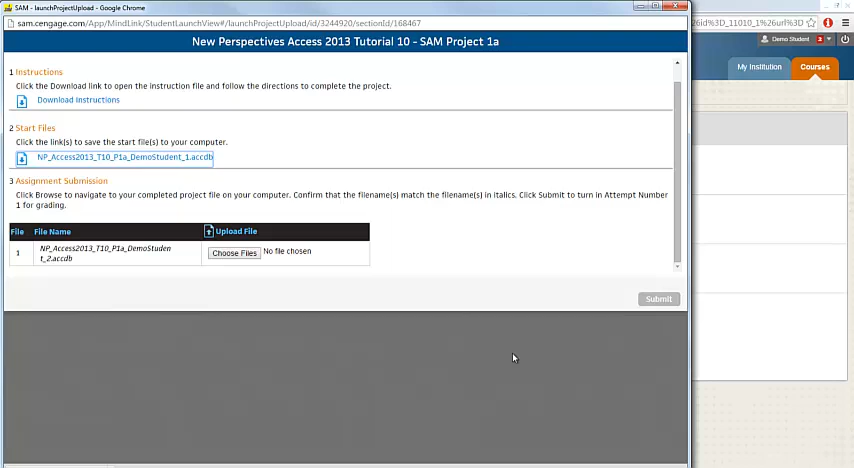 SAM - launchProjectUpload - Google Chrome
sam.cengage.com/App/MindLink/StudentLaunchView#/launchProjectUpload/id/3244920/sectionId/168467
26id%3D_11010_1%26url%3D
New Perspectives Access 2013 Tutorial 10 - SAM Project 1a
Demo Student 2
My Institution
Courses
1 Instructions
Click the Download link to open the instruction file and follow the directions to complete the project.
Download Instructions
2 Start Files
Click the link(s) to save the start file(s) to your computer.
NP_Access2013_T10_P1a_DemoStudent_1.accdb
3 Assignment Submission
Click Browse to navigate to your completed project file on your computer. Confirm that the filename(s) match the filename(s) in italics. Click Submit to turn in Attempt Number
1 for grading.
File File Name Upload File
1 NP_Access2013_T10_P1a_DemoStuden
t_2.accdb
Choose Files No file chosen
Submit